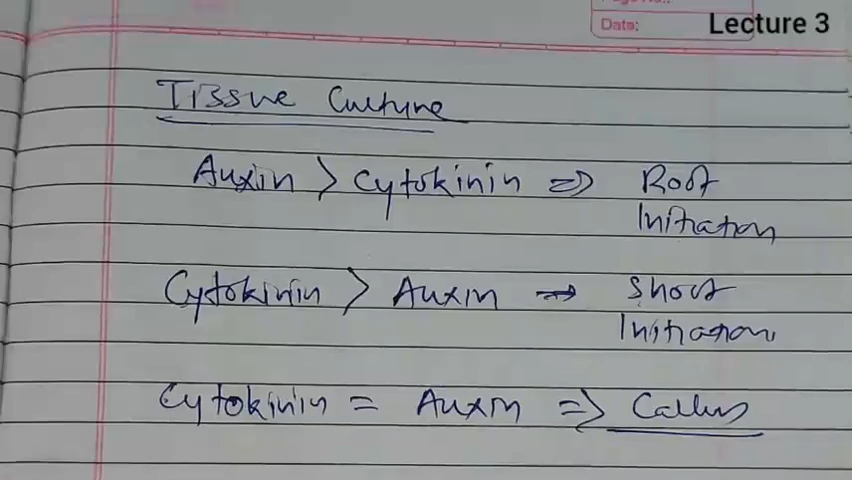 Date:
Lecture 3
Tissue Culture
Auxin > Cytokinin ⇒ Root
Initiation
Cytokinin > Auxin → Shoot
Initiation
Cytokinin = Auxin ⇒ Callus